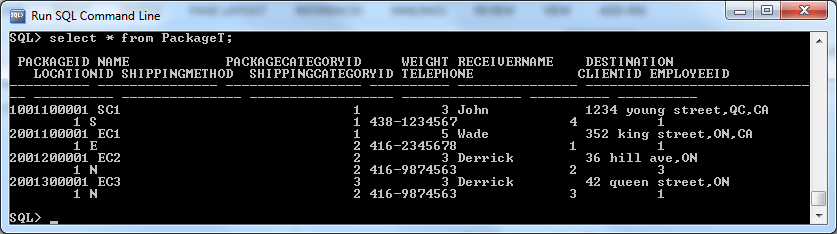 Run SQL Command Line
SQL> select * from PackageT;
PACKAGEID NAME PACKAGECATEGORYID WEIGHT RECEIVERNAME DESTINATION
LOCATIONID SHIPPINGMETHOD SHIPPINGCATEGORYID TELEPHONE CLIENTID EMPLOYEEID
1001100001 SC1 1 3 John 1234 young street,QC,CA
1 S 1 438-1234567 4 1
2001100001 EC1 1 5 Wade 352 king street,ON,CA
1 E 2 416-2345678 1 1
2001200001 EC2 2 3 Derrick 36 hill ave,ON
1 N 2 416-9874563 2 3
2001300001 EC3 3 3 Derrick 42 queen street,ON
1 N 2 416-9874563 3 1
SQL> _